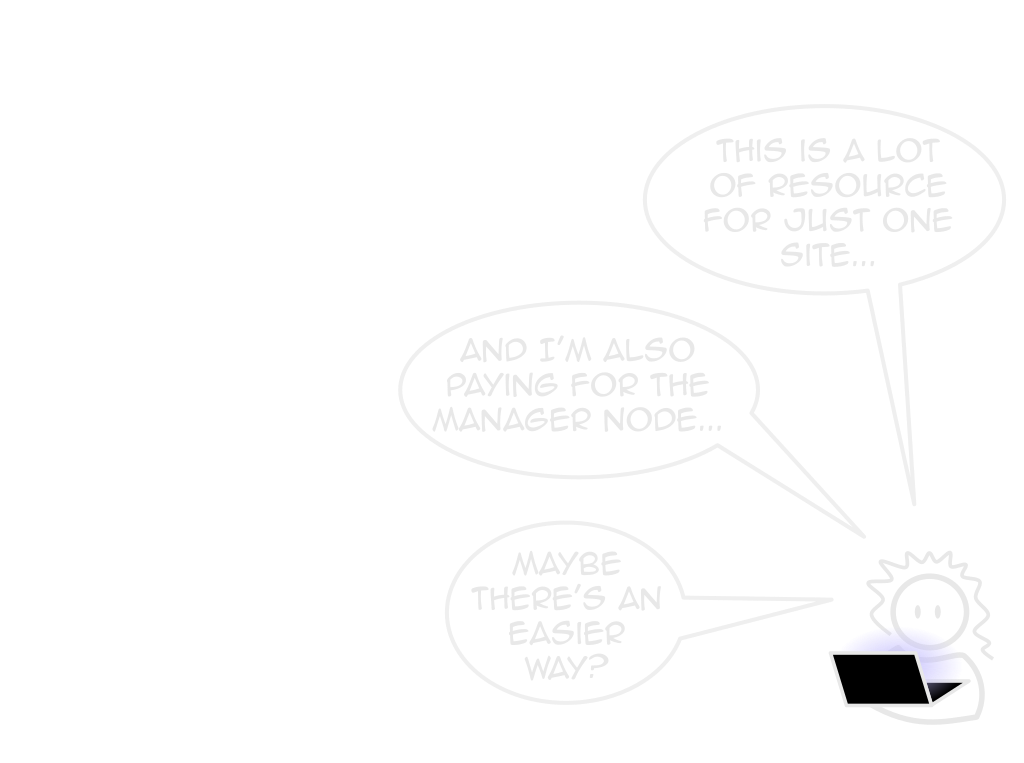 THIS IS A LOT
OF RESOURCE
FOR JUST ONE
SITE...
AND I'M ALSO
PAYING FOR THE
MANAGER NODE...
MAYBE
THERE'S AN
EASIER
WAY?